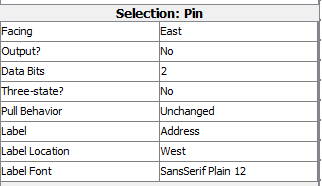 Selection: Pin
Facing East
Output? No
Data Bits 2
Three-state? No
Pull Behavior Unchanged
Label Address
Label Location West
Label Font SansSerif Plain 12